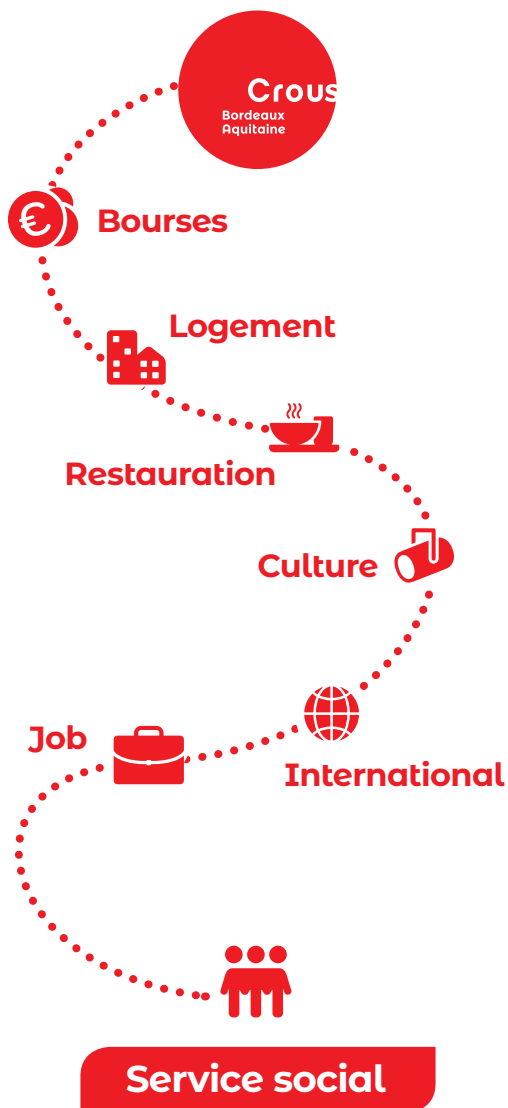 Crous
Bordeaux
Aquitaine
€
Bourses
Logement
Restauration
Culture
Job
International
Service social